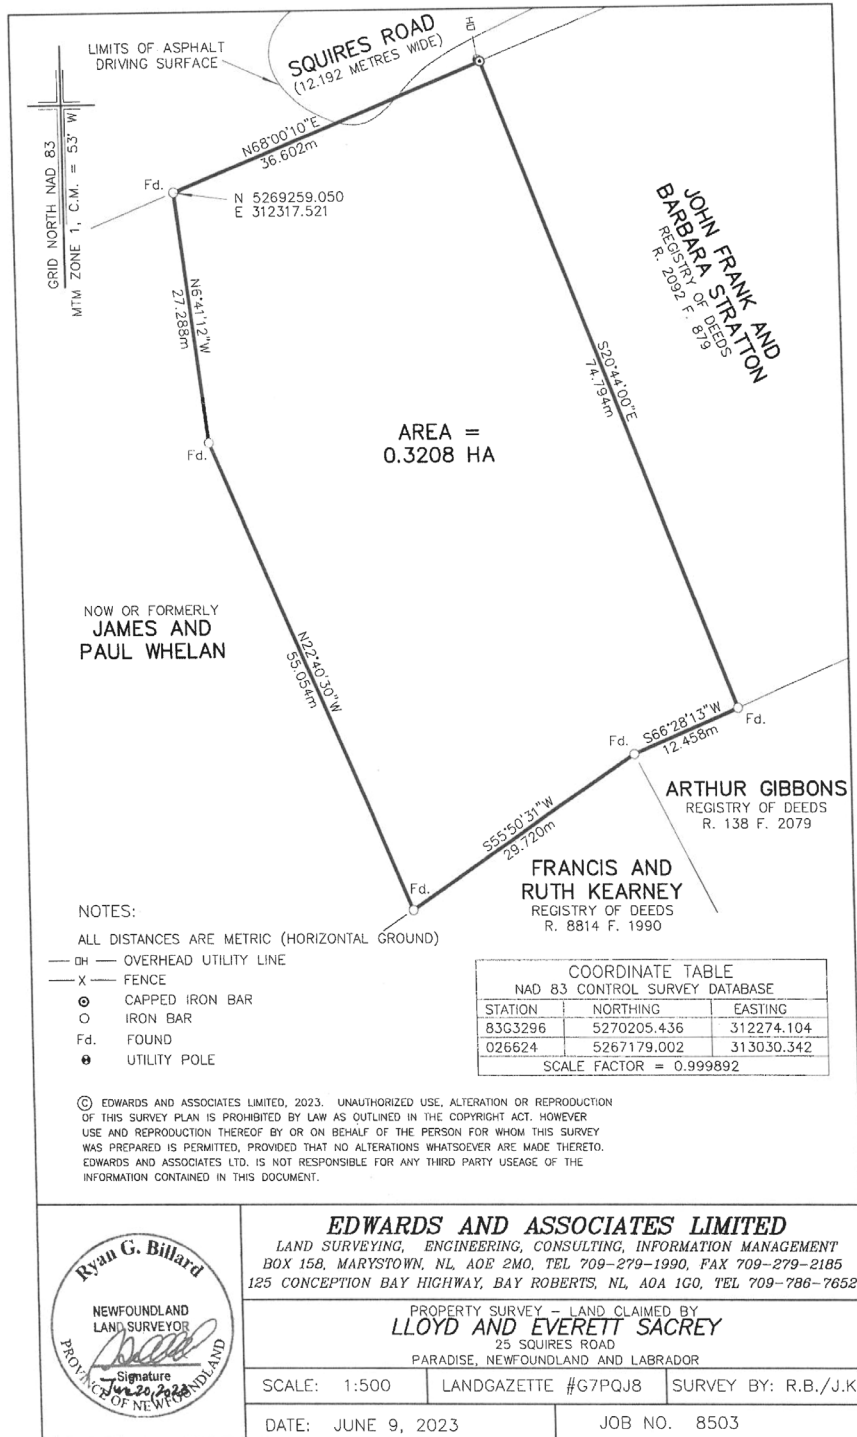 LIMITS OF ASPHALT
DRIVING SURFACE
SQUIRES ROAD
(12.192 METRES WIDE)
OH
N68°00'10"E
36.602m
Fd.
N 5269259.050
E 312317.521
GRID NORTH NAD 83
MTM ZONE 1, C.M. = 53° W
N6°41'12"W
27.288m
JOHN FRANK AND
BARBARA STRATTON
REGISTRY OF DEEDS
R. 2092 F. 879
S20°44'00"E
74.794m
AREA =
0.3208 HA
Fd.
NOW OR FORMERLY
JAMES AND
PAUL WHELAN
N22°40'30"W
55.054m
S66°28'13"W
12.458m
Fd.
Fd.
ARTHUR GIBBONS
REGISTRY OF DEEDS
R. 138 F. 2079
S55°50'31"W
29.720m
FRANCIS AND
RUTH KEARNEY
REGISTRY OF DEEDS
R. 8814 F. 1990
Fd.
NOTES:
ALL DISTANCES ARE METRIC (HORIZONTAL GROUND)
OH OVERHEAD UTILITY LINE
X FENCE
CAPPED IRON BAR
IRON BAR
Fd. FOUND
UTILITY POLE
COORDINATE TABLE
NAD 83 CONTROL SURVEY DATABASE
STATION NORTHING EASTING
83G3296 5270205.436 312274.104
026624 5267179.002 313030.342
SCALE FACTOR = 0.999892
© EDWARDS AND ASSOCIATES LIMITED, 2023. UNAUTHORIZED USE, ALTERATION OR REPRODUCTION
OF THIS SURVEY PLAN IS PROHIBITED BY LAW AS OUTLINED IN THE COPYRIGHT ACT. HOWEVER
USE AND REPRODUCTION THEREOF BY OR ON BEHALF OF THE PERSON FOR WHOM THIS SURVEY
WAS PREPARED IS PERMITTED, PROVIDED THAT NO ALTERATIONS WHATSOEVER ARE MADE THERETO.
EDWARDS AND ASSOCIATES LTD. IS NOT RESPONSIBLE FOR ANY THIRD PARTY USEAGE OF THE
INFORMATION CONTAINED IN THIS DOCUMENT.
Ryan G. Billard
NEWFOUNDLAND
LAND SURVEYOR
Signature
June 20, 2023
PROVINCE OF NEWFOUNDLAND
EDWARDS AND ASSOCIATES LIMITED
LAND SURVEYING, ENGINEERING, CONSULTING, INFORMATION MANAGEMENT
BOX 158, MARYSTOWN, NL, AOE 2MO, TEL 709-279-1990, FAX 709-279-2185
125 CONCEPTION BAY HIGHWAY, BAY ROBERTS, NL, AOA 1GO, TEL 709-786-7652
PROPERTY SURVEY - LAND CLAIMED BY
LLOYD AND EVERETT SACREY
25 SQUIRES ROAD
PARADISE, NEWFOUNDLAND AND LABRADOR
SCALE: 1:500 LANDGAZETTE #G7PQJ8 SURVEY BY: R.B./J.K
DATE: JUNE 9, 2023 JOB NO. 8503